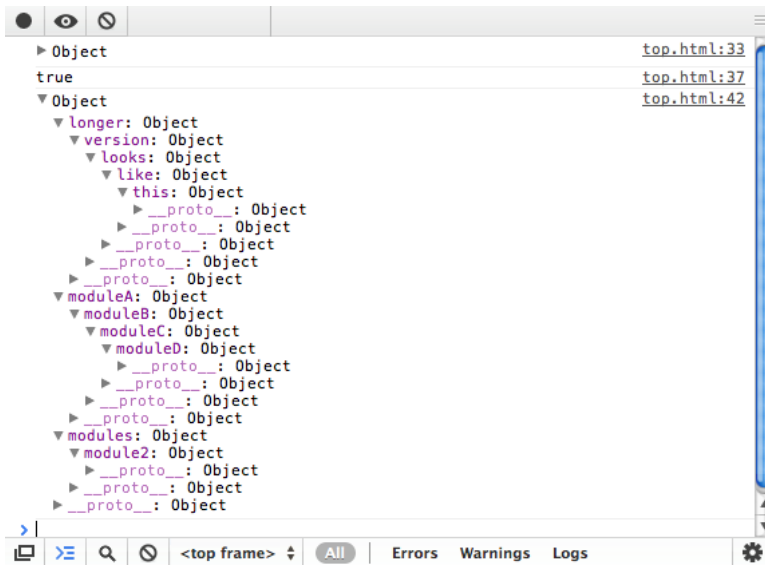 Object top.html:33
true top.html:37
Object top.html:42
longer: Object
version: Object
looks: Object
like: Object
this: Object
__proto__: Object
__proto__: Object
__proto__: Object
__proto__: Object
__proto__: Object
moduleA: Object
moduleB: Object
moduleC: Object
moduleD: Object
__proto__: Object
__proto__: Object
__proto__: Object
__proto__: Object
modules: Object
module2: Object
__proto__: Object
__proto__: Object
__proto__: Object
<top frame> All Errors Warnings Logs